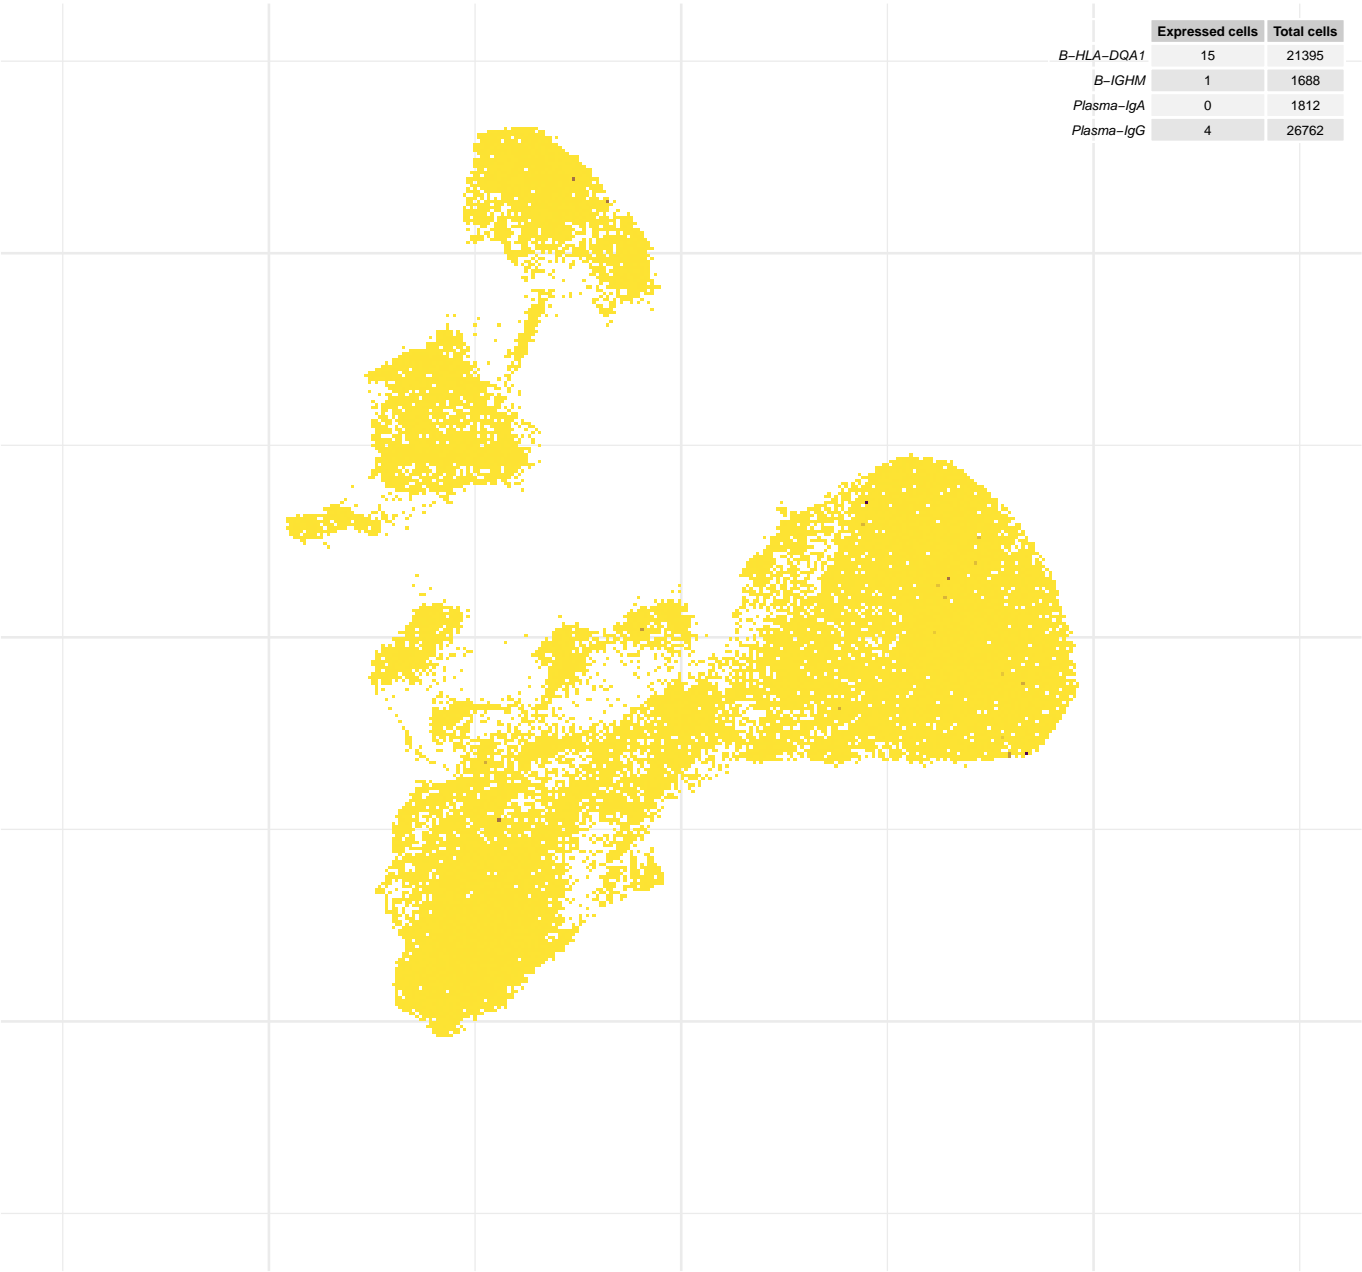 Expressed cells Total cells
B−HLA−DQA1 15 21395
B−IGHM 1 1688
Plasma−IgA 0 1812
Plasma−IgG 4 26762